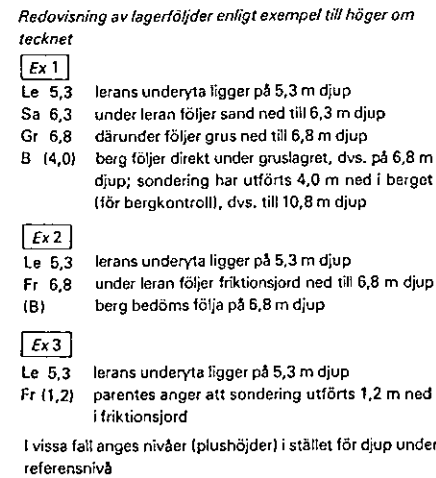 Redovisning av lagerföljder enligt exempel till höger om
tecknet
Ex 1
Le 5,3 lerans underyta ligger på 5,3 m djup
Sa 6,3 under leran följer sand ned till 6,3 m djup
Gr 6,8 därunder följer grus ned till 6,8 m djup
B (4,0) berg följer direkt under gruslagret, dvs. på 6,8 m
djup; sondering har utförts 4,0 m ned i berget
(för bergkontroll), dvs. till 10,8 m djup
Ex 2
Le 5,3 lerans underyta ligger på 5,3 m djup
Fr 6,8 under leran följer friktionsjord ned till 6,8 m djup
(B) berg bedöms följa på 6,8 m djup
Ex 3
Le 5,3 lerans underyta ligger på 5,3 m djup
Fr (1,2) parentes anger att sondering utförts 1,2 m ned
i friktionsjord
I vissa fall anges nivåer (plushöjder) i stället för djup under
referensnivå